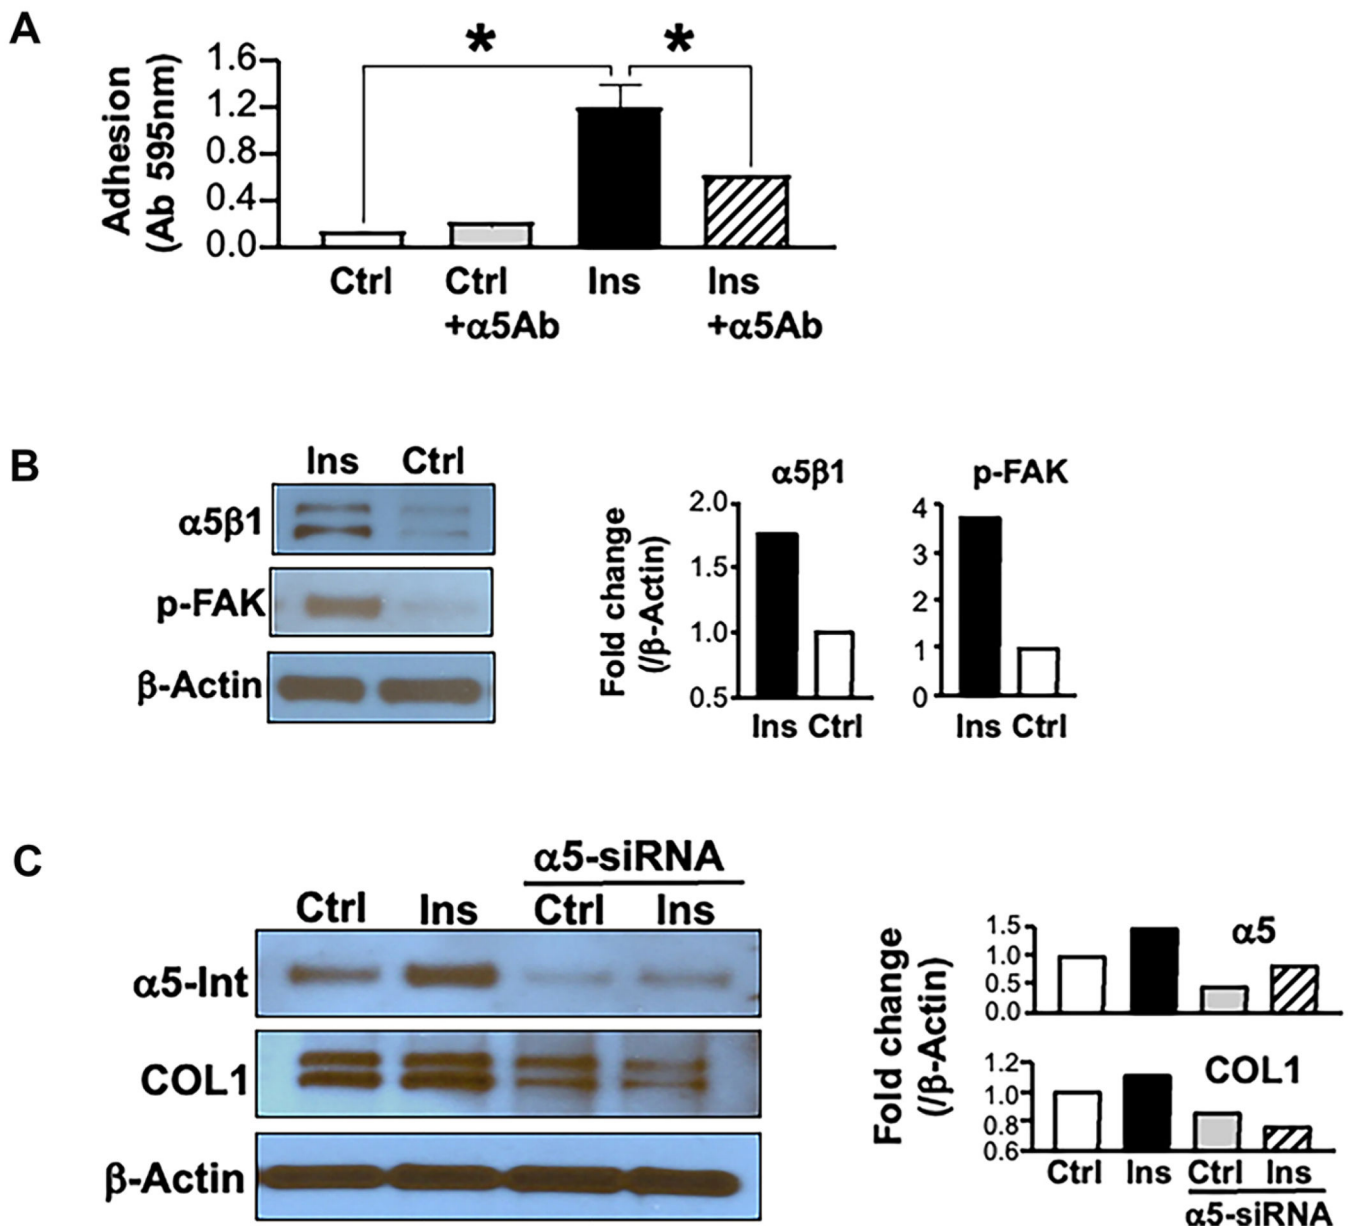 A
* *
Adhesion
(Ab 595nm)
1.6
1.2
0.8
0.4
0.0
Ctrl Ctrl Ins Ins
+α5Ab +α5Ab
B
Ins Ctrl
α5β1
p-FAK
β-Actin
Fold change
(/β-Actin)
α5β1
2.0
1.5
1.0
0.5
Ins Ctrl
p-FAK
4
3
2
1
0
Ins Ctrl
C
α5-siRNA
Ctrl Ins Ctrl Ins
α5-Int
COL1
β-Actin
Fold change
(/β-Actin)
α5
1.5
1.0
0.5
0.0
COL1
1.2
1.0
0.8
0.6
Ctrl Ins Ctrl Ins
α5-siRNA